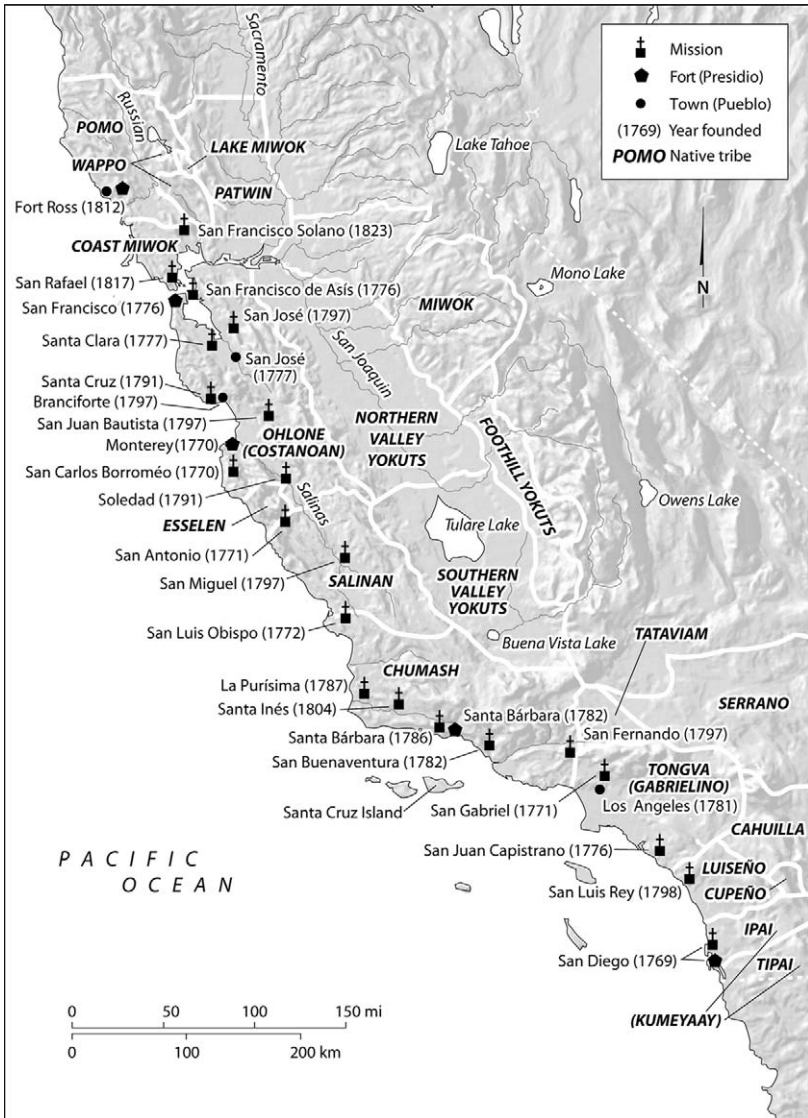 Mission
Fort (Presidio)
Town (Pueblo)
(1769) Year founded
POMO Native tribe
Sacramento
Russian
POMO
LAKE MIWOK
WAPPO
PATWIN
Lake Tahoe
Fort Ross (1812)
San Francisco Solano (1823)
COAST MIWOK
N
Mono Lake
San Rafael (1817)
San Francisco de Asís (1776)
San Francisco (1776)
MIWOK
San José (1797)
Santa Clara (1777)
San José
(1777)
San Joaquin
Santa Cruz (1791)
Branciforte (1797)
San Juan Bautista (1797)
NORTHERN
VALLEY
YOKUTS
FOOTHILL YOKUTS
OHLONE
(COSTANOAN)
Monterey(1770)
San Carlos Borroméo (1770)
Soledad (1791)
Salinas
Owens Lake
ESSELEN
Tulare Lake
San Antonio (1771)
San Miguel (1797)
SALINAN
SOUTHERN
VALLEY
YOKUTS
San Luis Obispo (1772)
Buena Vista Lake
TATAVIAM
CHUMASH
La Purísima (1787)
Santa Inés (1804)
SERRANO
Santa Bárbara (1782)
Santa Bárbara (1786)
San Fernando (1797)
San Buenaventura (1782)
TONGVA
(GABRIELINO)
Santa Cruz Island
San Gabriel (1771)
Los Angeles (1781)
CAHUILLA
San Juan Capistrano (1776)
PACIFIC
OCEAN
LUISEÑO
San Luis Rey (1798)
CUPEÑO
IPAI
San Diego (1769)
TIPAI
(KUMEYAAY)
0 50 100 150 mi
0 100 200 km